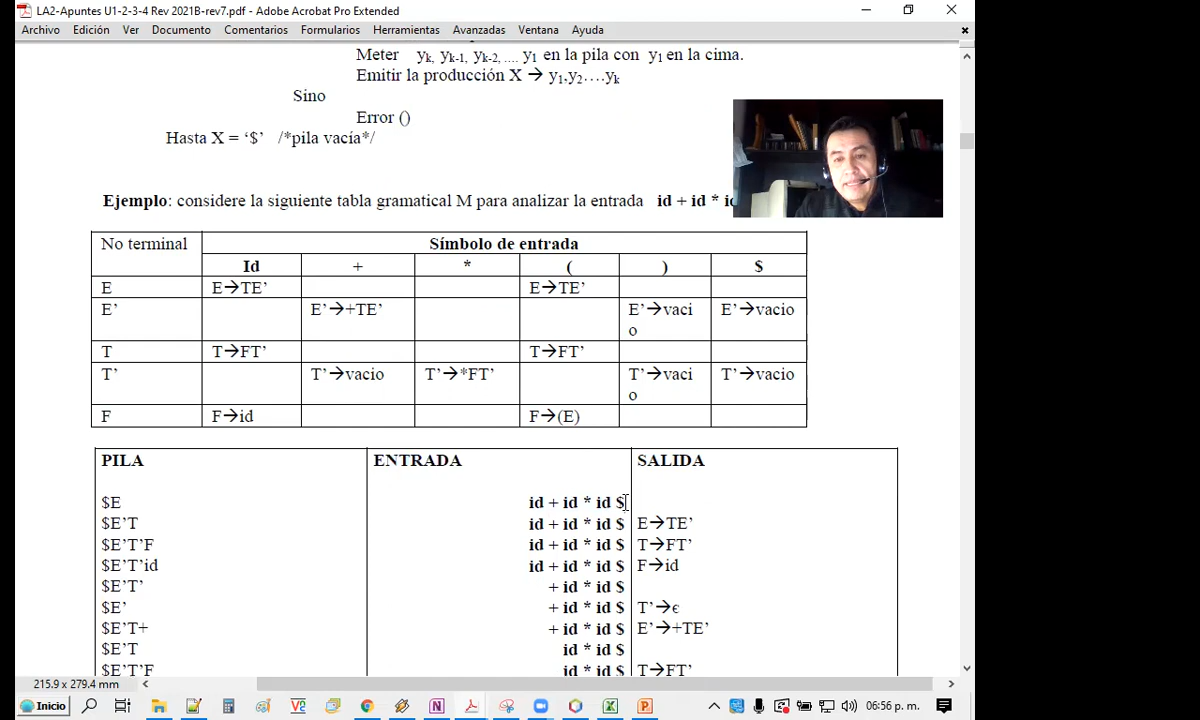 LA2-Apuntes U1-2-3-4 Rev 2021B-rev7.pdf - Adobe Acrobat Pro Extended
Archivo Edición Ver Documento Comentarios Formularios Herramientas Avanzadas Ventana Ayuda
Meter yk, yk-1, yk-2, .... y1 en la pila con y1 en la cima.
Emitir la producción X → y1.y2….yk
Sino
Error ()
Hasta X = ‘$’ /*pila vacía*/
Ejemplo: considere la siguiente tabla gramatical M para analizar la entrada id + id * id
No terminal Símbolo de entrada
Id + * ( ) $
E E→TE’ E→TE’
E’ E’→+TE’ E’→vaci E’→vacio
o
T T→FT’ T→FT’
T’ T’→vacio T’→*FT’ T’→vaci T’→vacio
o
F F→id F→(E)
PILA ENTRADA SALIDA
$E id + id * id $
$E’T id + id * id $ E→TE’
$E’T’F id + id * id $ T→FT’
$E’T’id id + id * id $ F→id
$E’T’ + id * id $
$E’ + id * id $ T’→ϵ
$E’T+ + id * id $ E’→+TE’
$E’T id * id $
$E’T’F id * id $ T→FT’
215.9 x 279.4 mm
Inicio 06:56 p. m.